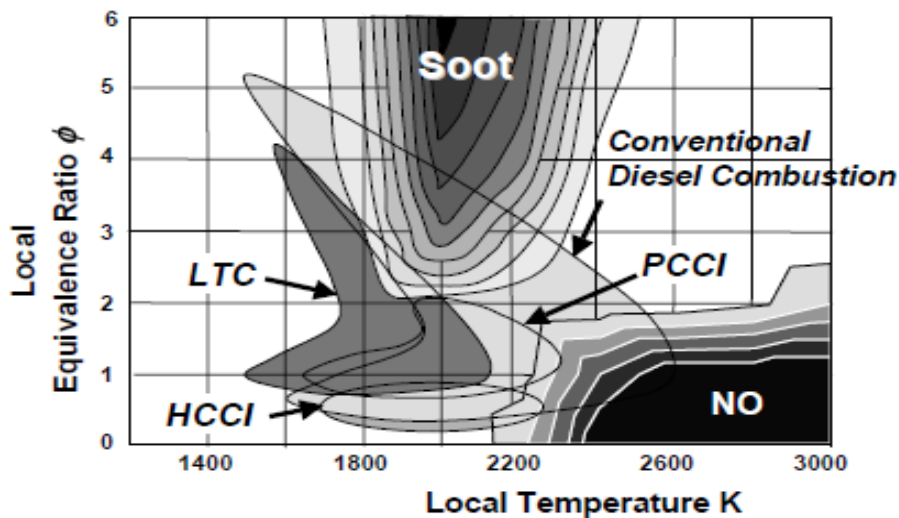 6
5
4
3
2
1
0
Local
Equivalence Ratio ϕ
Soot
Conventional
Diesel Combustion
LTC
PCCI
HCCI
NO
1400 1800 2200 2600 3000
Local Temperature K